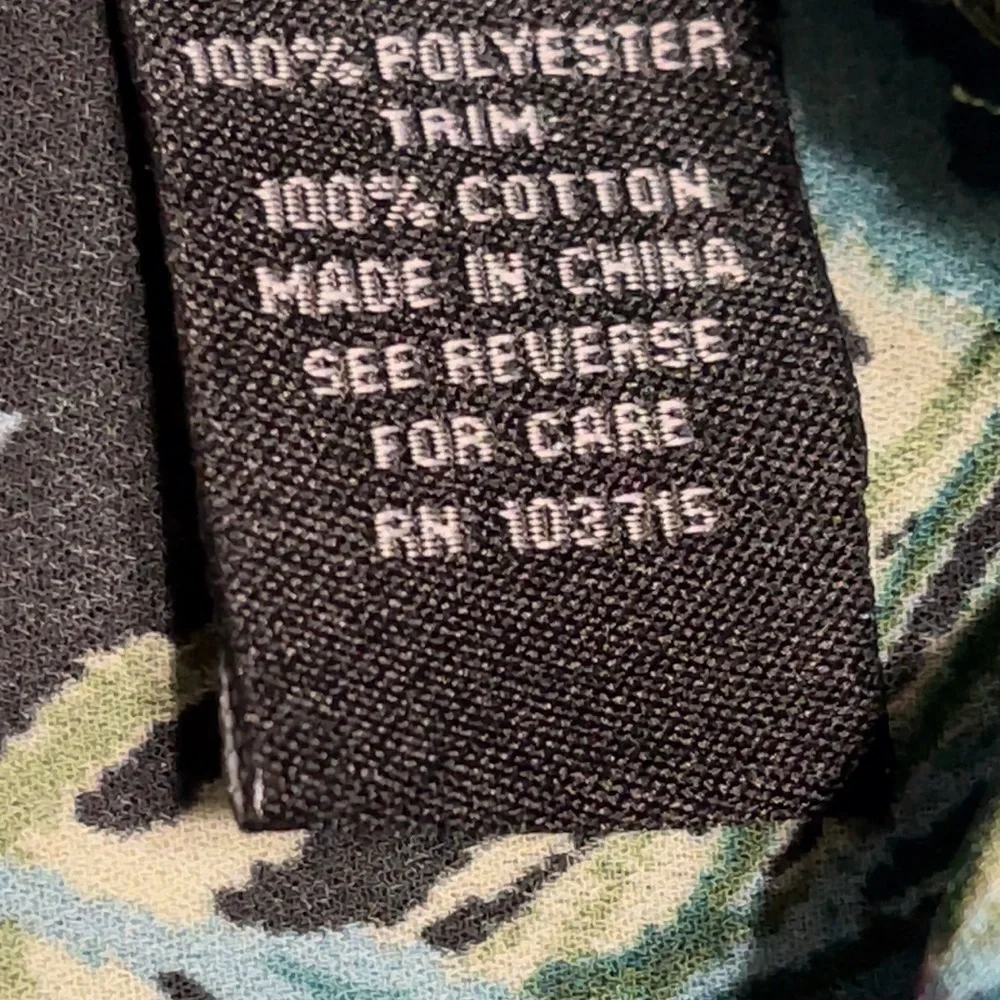 100% POLYESTER
TRIM
100% COTTON
MADE IN CHINA
SEE REVERSE
FOR CARE
RN 103715